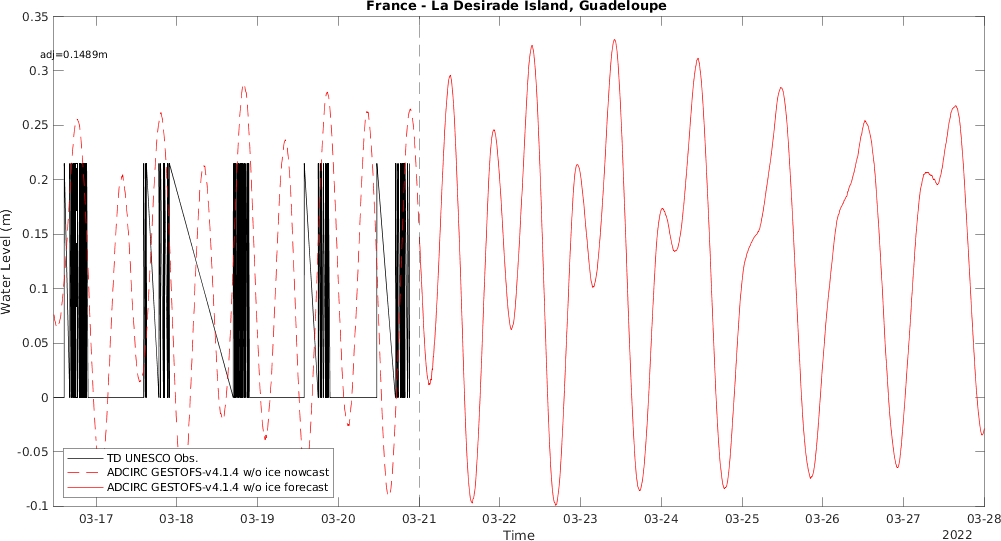 France - La Desirade Island, Guadeloupe
adj=0.1489m
0.35
0.3
0.25
0.2
0.15
0.1
0.05
0
-0.05
-0.1
Water Level (m)
TD UNESCO Obs.
ADCIRC GESTOFS-v4.1.4 w/o ice nowcast
ADCIRC GESTOFS-v4.1.4 w/o ice forecast
03-17 03-18 03-19 03-20 03-21 03-22 03-23 03-24 03-25 03-26 03-27 03-28
Time
2022